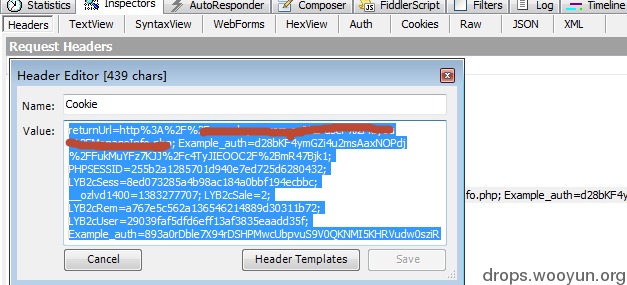 Statistics Inspectors AutoResponder Composer FiddlerScript Filters Log Timeline
Headers TextView SyntaxView WebForms HexView Auth Cookies Raw JSON XML
Request Headers
Header Editor [439 chars]
Name: Cookie
Value: returnUrl=http%3A%2F%
Example_auth=d28bKF4ymGZi4u2msAaxNOPdj
%2FFukMuYFz7KJJ%2Fc4TyJIEOOC2F%2BmR47Bjk1;
PHPSESSID=255b2a1285701d940e7ed725d6280432;
LYB2cSess=8ed073285a4b98ac184a0bbf194ecbbc;
__ozlvd1400=1383277707; LYB2cSale=2;
LYB2cRem=a767e5c562a136546214889d30311b72;
LYB2cUser=29039faf5dfd6eff13af3835eaadd35f;
Example_auth=893a0rDble7X94rDSHPMwcUbpvuS9V0QKNMI5KHRVudw0sziR
fo.php; Example_auth=d28bKF4y
Cancel Header Templates Save
drops.wooyun.org